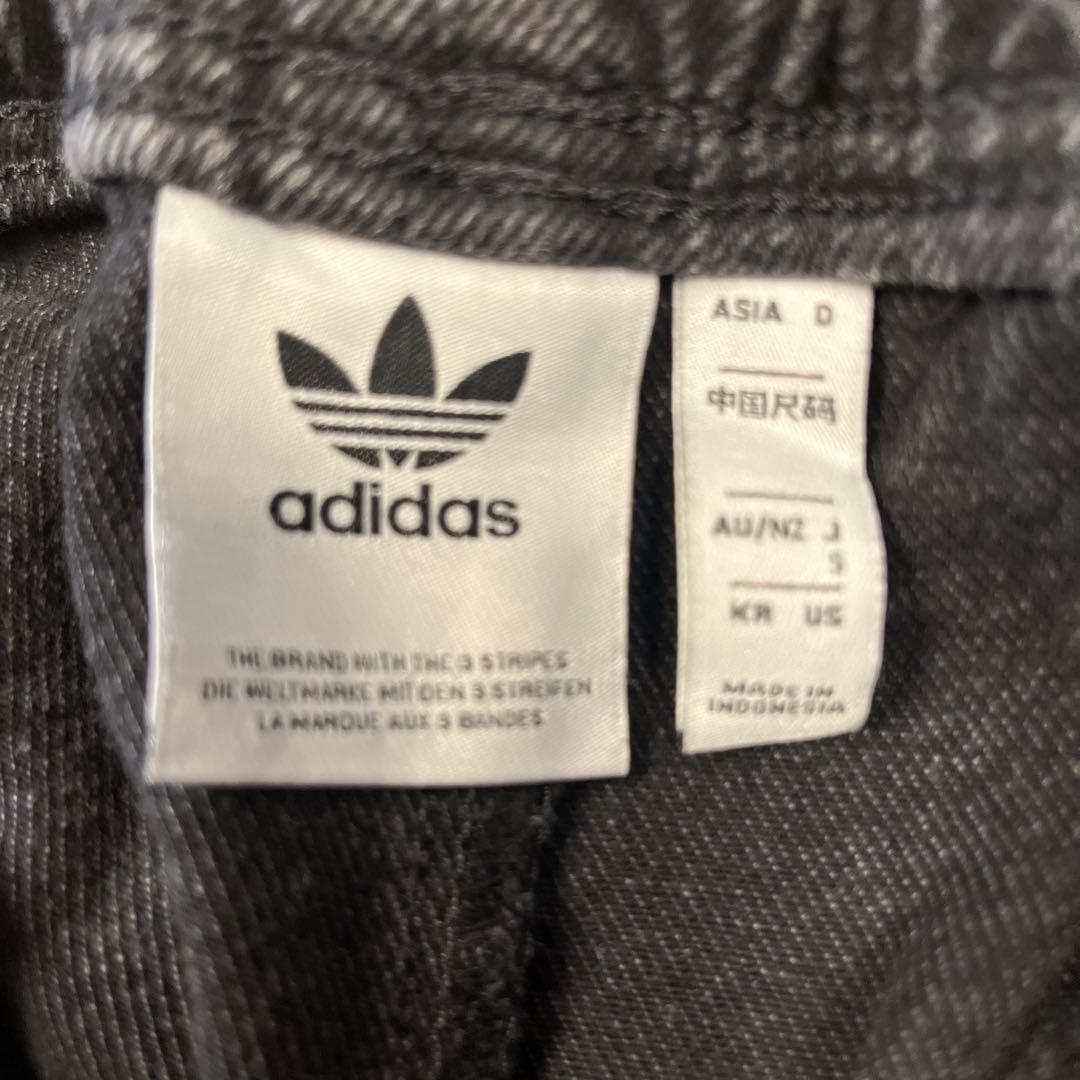 adidas
THE BRAND WITH THE 3 STRIPES
DIE WELTMARKE MIT DEN 3 STREIFEN
LA MARQUE AUX 3 BANDES
ASIA D
中国尺码
AU/NZ J
S
KR US
MADE IN
INDONESIA